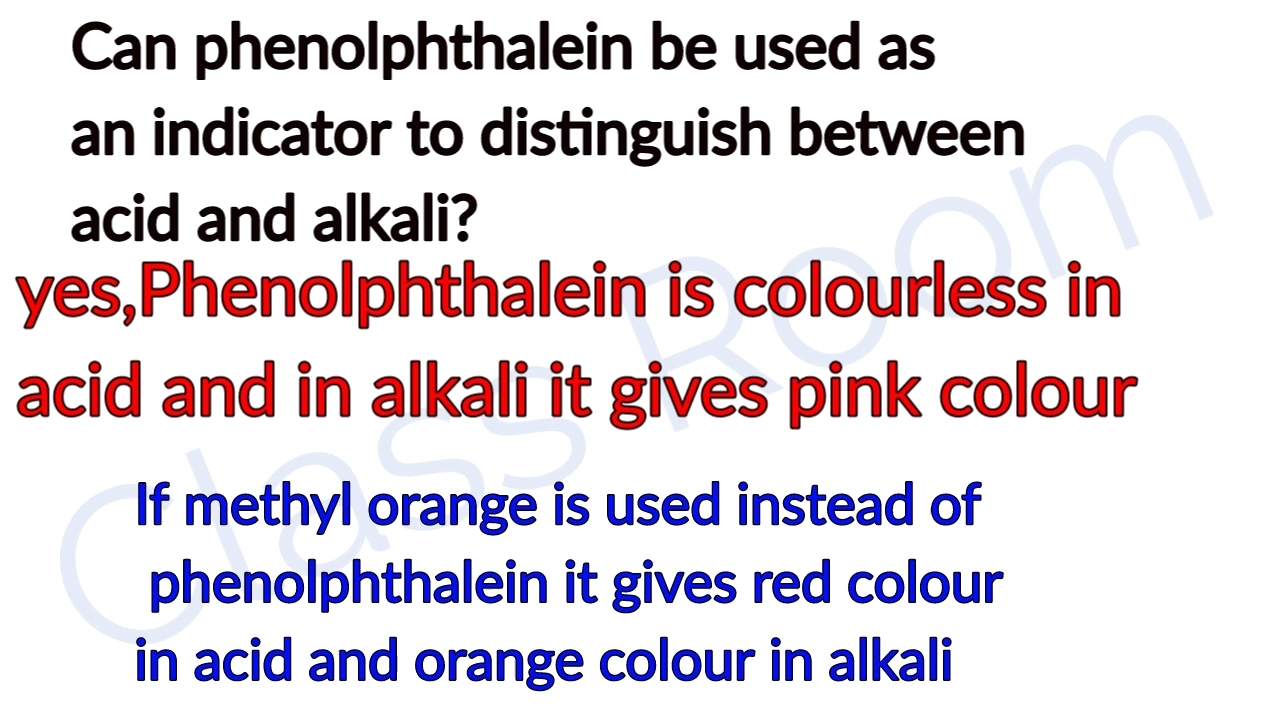 Can phenolphthalein be used as
an indicator to distinguish between
acid and alkali?
yes,Phenolphthalein is colourless in
acid and in alkali it gives pink colour
If methyl orange is used instead of
phenolphthalein it gives red colour
in acid and orange colour in alkali
Class Room